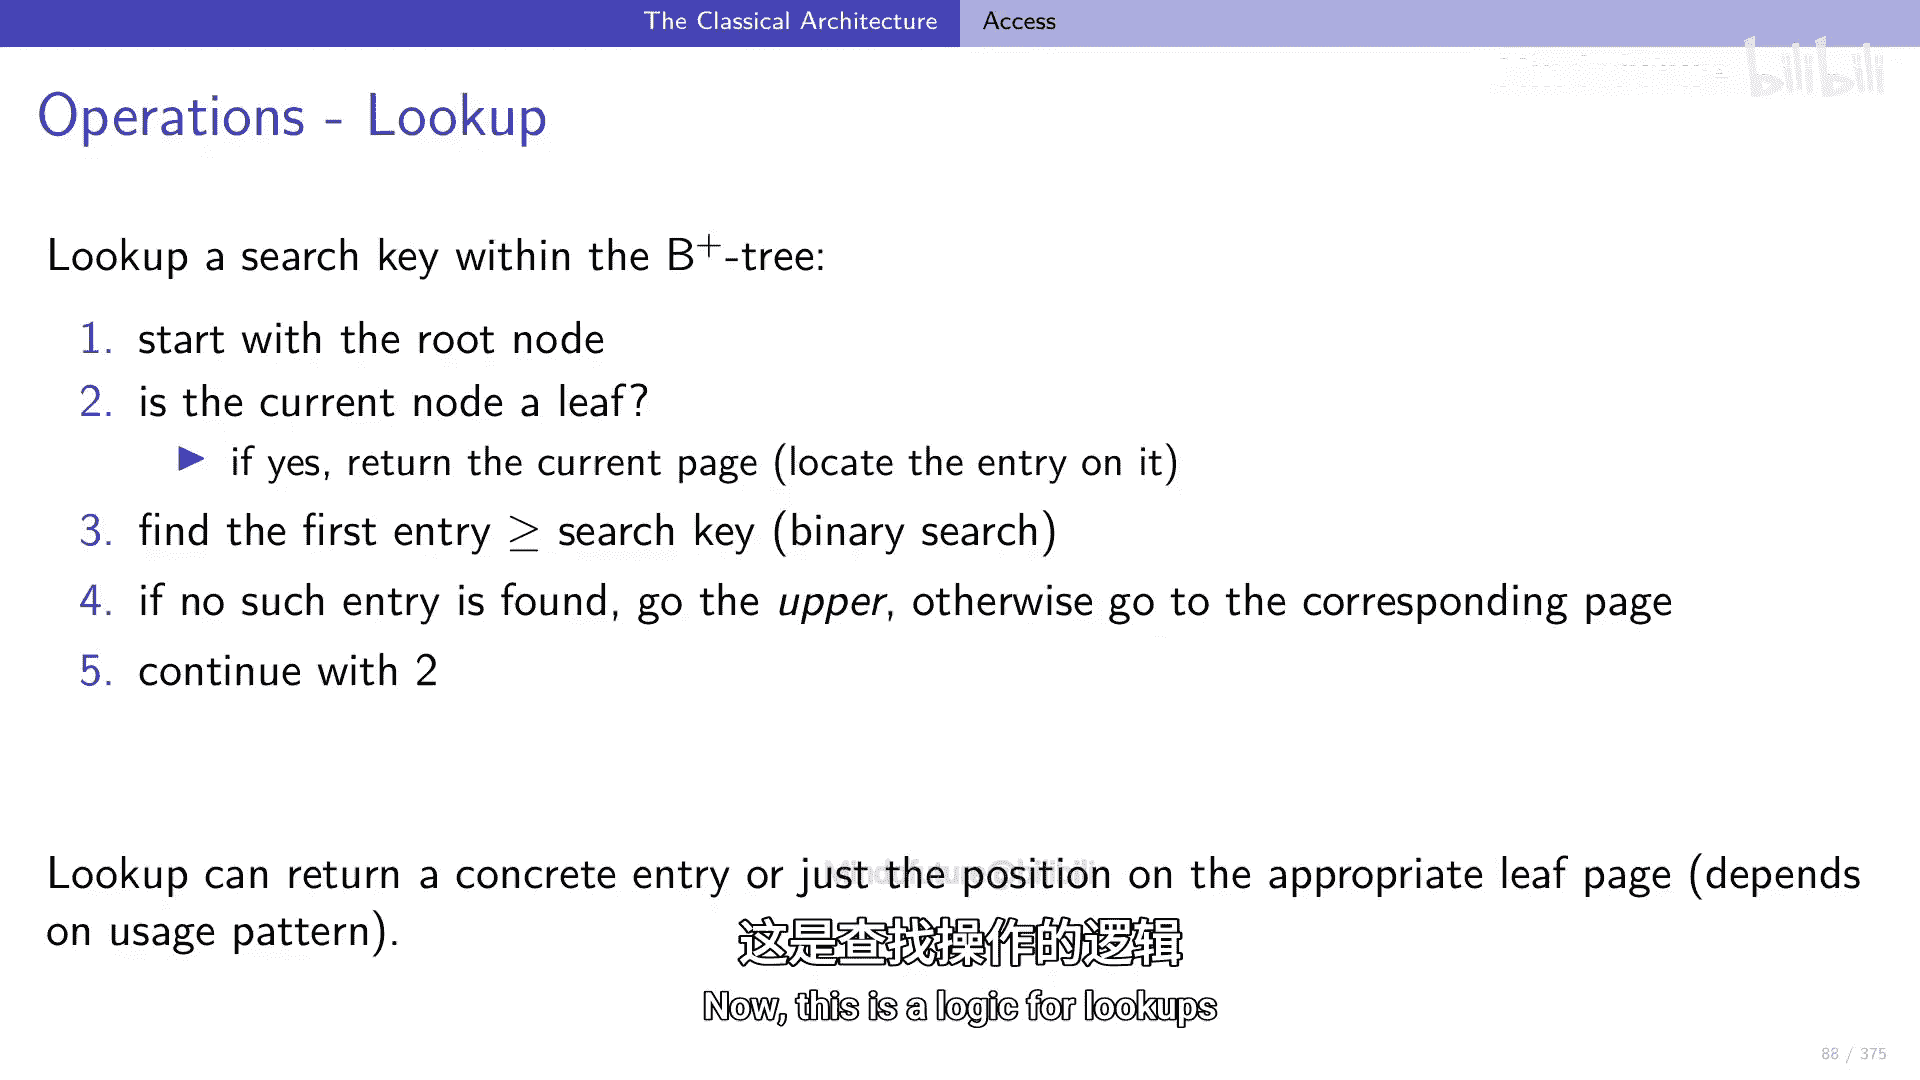 The Classical Architecture Access
bilibili
Operations - Lookup
Lookup a search key within the B⁺-tree:
1. start with the root node
2. is the current node a leaf?
▶ if yes, return the current page (locate the entry on it)
3. find the first entry ≥ search key (binary search)
4. if no such entry is found, go the upper, otherwise go to the corresponding page
5. continue with 2
Lookup can return a concrete entry or just the position on the appropriate leaf page (depends
on usage pattern).
这是查找操作的逻辑
Now, this is a logic for lookups
88 / 375